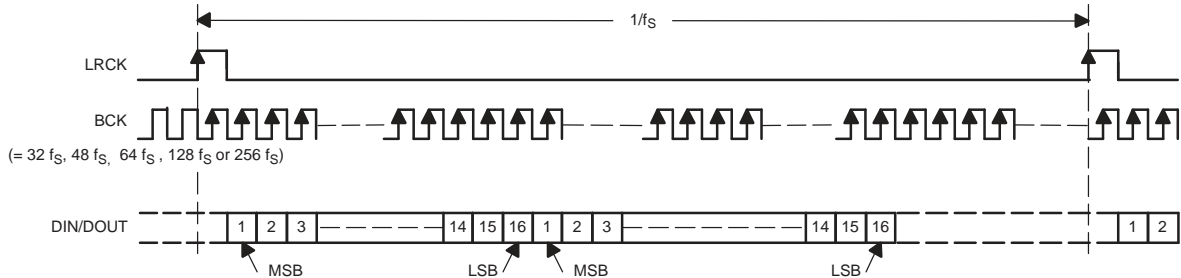 1/fS
LRCK
BCK
(= 32 fS, 48 fS, 64 fS , 128 fS or 256 fS)
DIN/DOUT 1 2 3 14 15 16 1 2 3 14 15 16 1 2
MSB LSB MSB LSB